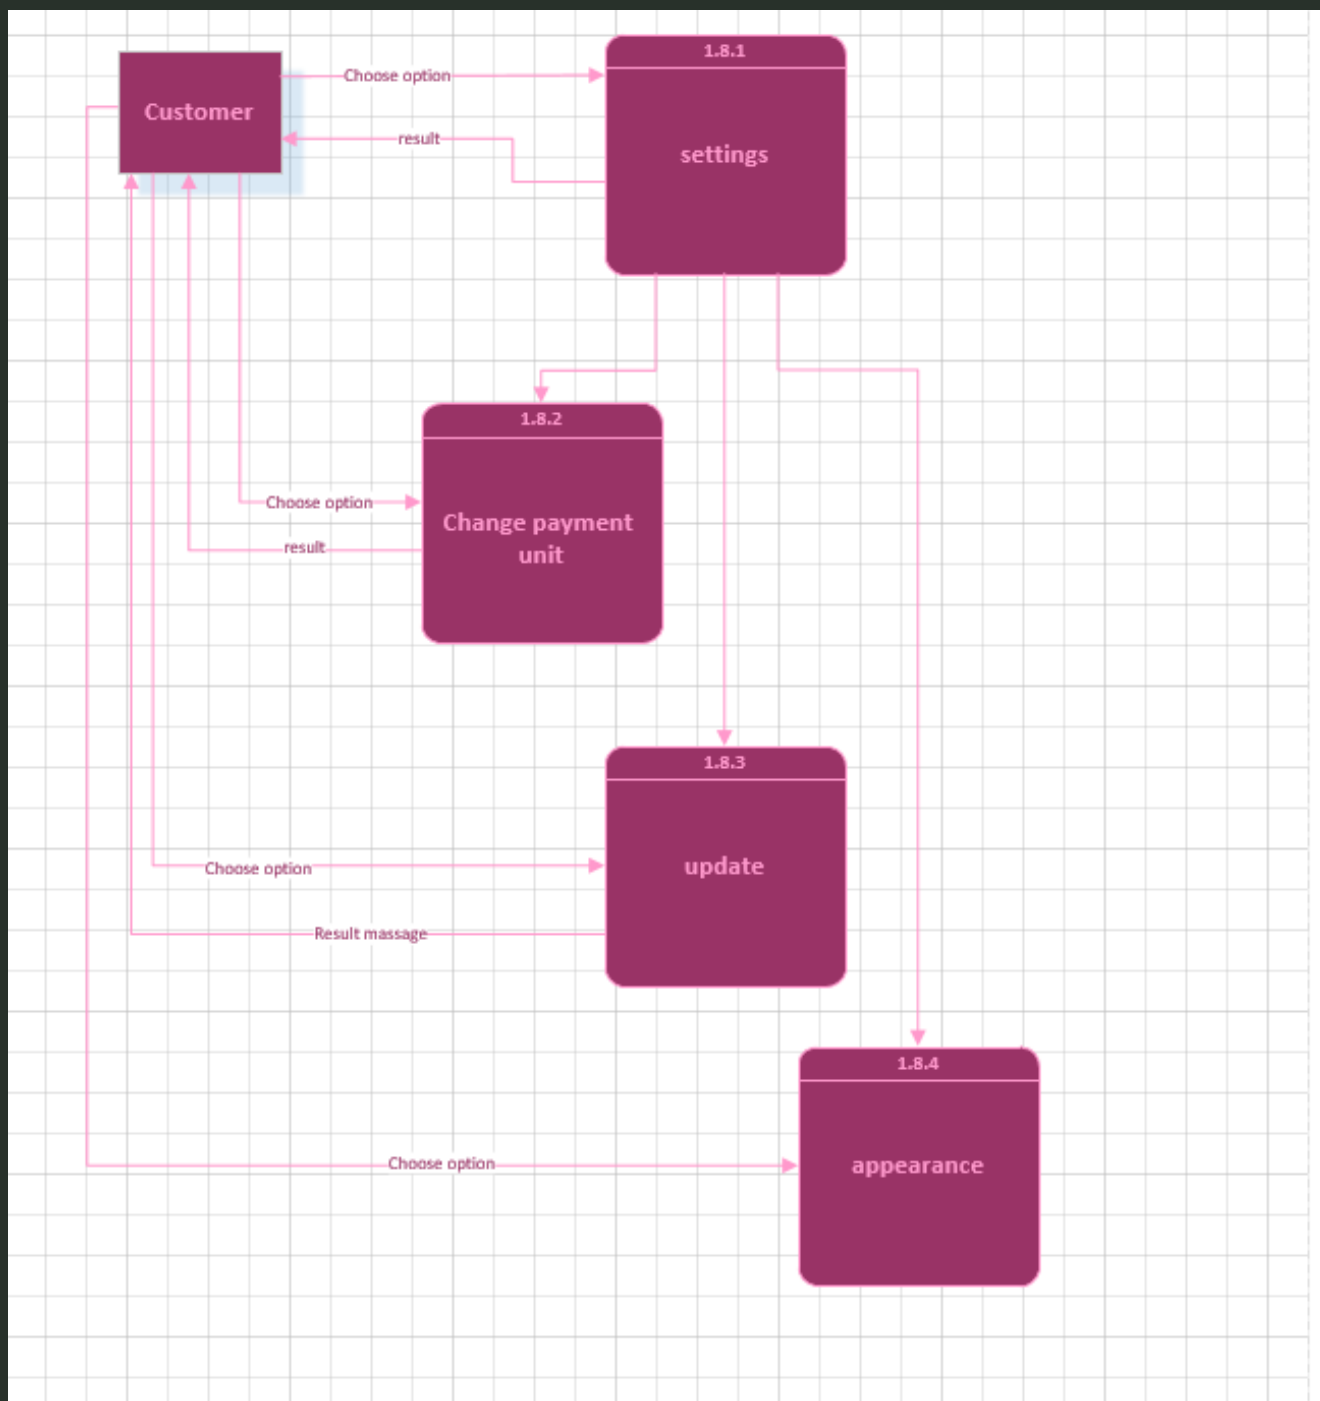 Customer
Choose option
result
1.8.1
settings
1.8.2
Change payment
unit
Choose option
result
1.8.3
update
Choose option
Result massage
1.8.4
appearance
Choose option